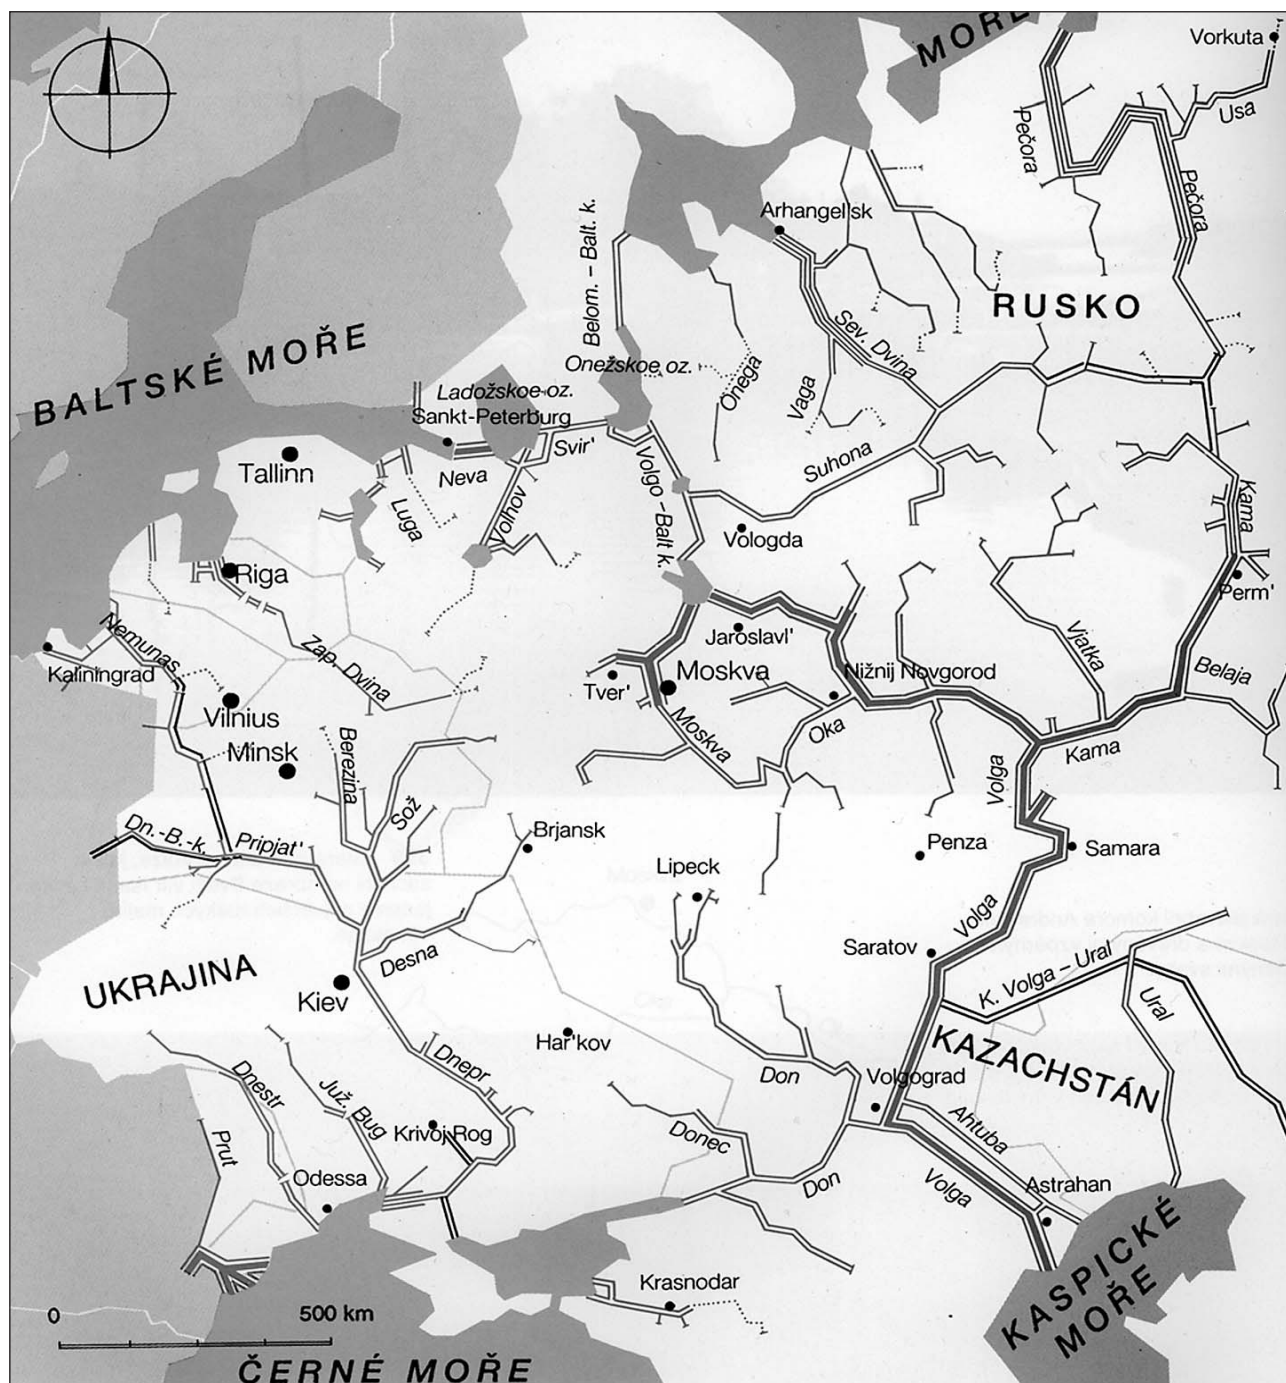 MOŘE
Vorkuta
Usa
Pečora
Pečora
Arhangel'sk
Belom. – Balt. k.
RUSKO
Sev. Dvina
Onega
Vaga
BALTSKÉ MOŘE
Onežskoe oz.
Ladožskoe oz.
Sankt-Peterburg
Svir'
Neva
Tallinn
Luga
Volhov
Volgo – Balt k.
Suhona
Kama
Vologda
Riga
Perm'
Nemunas
Zap. Dvina
Jaroslavl'
Vjatka
Kaliningrad
Tver'
Moskva
Nižnij Novgorod
Belaja
Vilnius
Moskva
Oka
Minsk
Berezina
Volga
Kama
Sož
Dn.-B.-k.
Pripjat'
Brjansk
Penza
Samara
Lipeck
Volga
Saratov
Desna
K. Volga – Ural
UKRAJINA
Kiev
Ural
Har'kov
KAZACHSTÁN
Dnepr
Don
Volgograd
Dnestr
Juž. Bug
Krivoj Rog
Donec
Ahtuba
Prut
Odessa
Don
Volga
Astrahan
Krasnodar
KASPICKÉ
MOŘE
0 500 km
ČERNÉ MOŘE